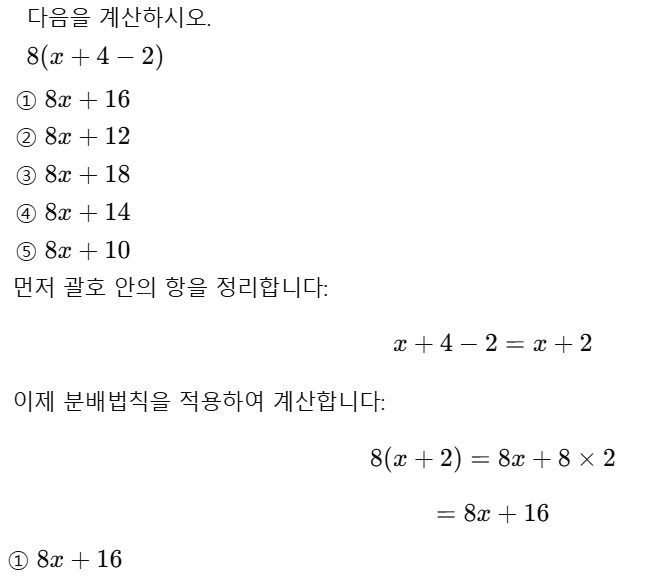 다음을 계산하시오.
8(x + 4 − 2)
① 8x + 16
② 8x + 12
③ 8x + 18
④ 8x + 14
⑤ 8x + 10
먼저 괄호 안의 항을 정리합니다:
x + 4 − 2 = x + 2
이제 분배법칙을 적용하여 계산합니다:
8(x + 2) = 8x + 8 × 2
= 8x + 16
① 8x + 16